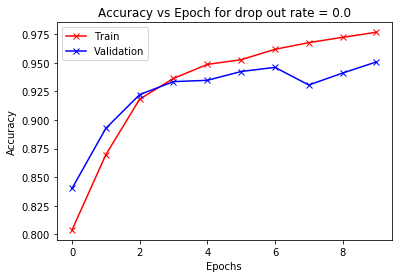 Accuracy vs Epoch for drop out rate = 0.0
Train
Validation
Accuracy
0.975
0.950
0.925
0.900
0.875
0.850
0.825
0.800
0 2 4 6 8
Epochs